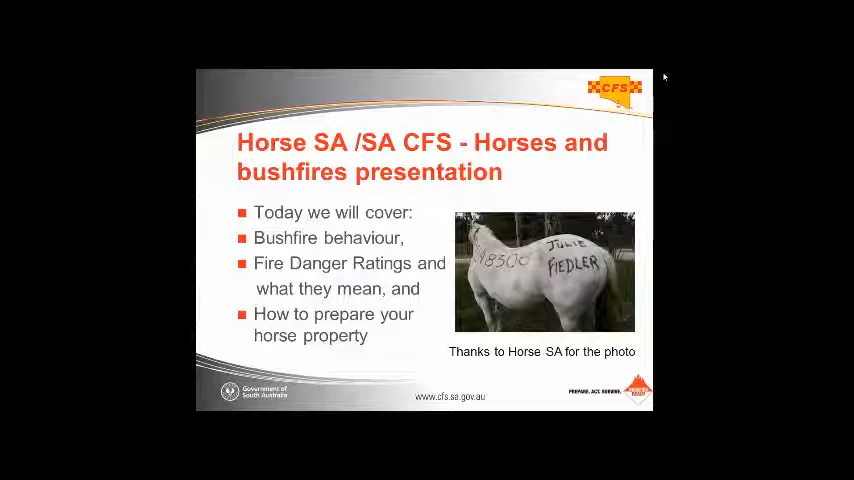 CFS
Horse SA /SA CFS - Horses and
bushfires presentation
Today we will cover:
Bushfire behaviour,
Fire Danger Ratings and
what they mean, and
How to prepare your
horse property
JULIE
FIEDLER
Thanks to Horse SA for the photo
Government of
South Australia
www.cfs.sa.gov.au
PREPARE. ACT. SURVIVE.